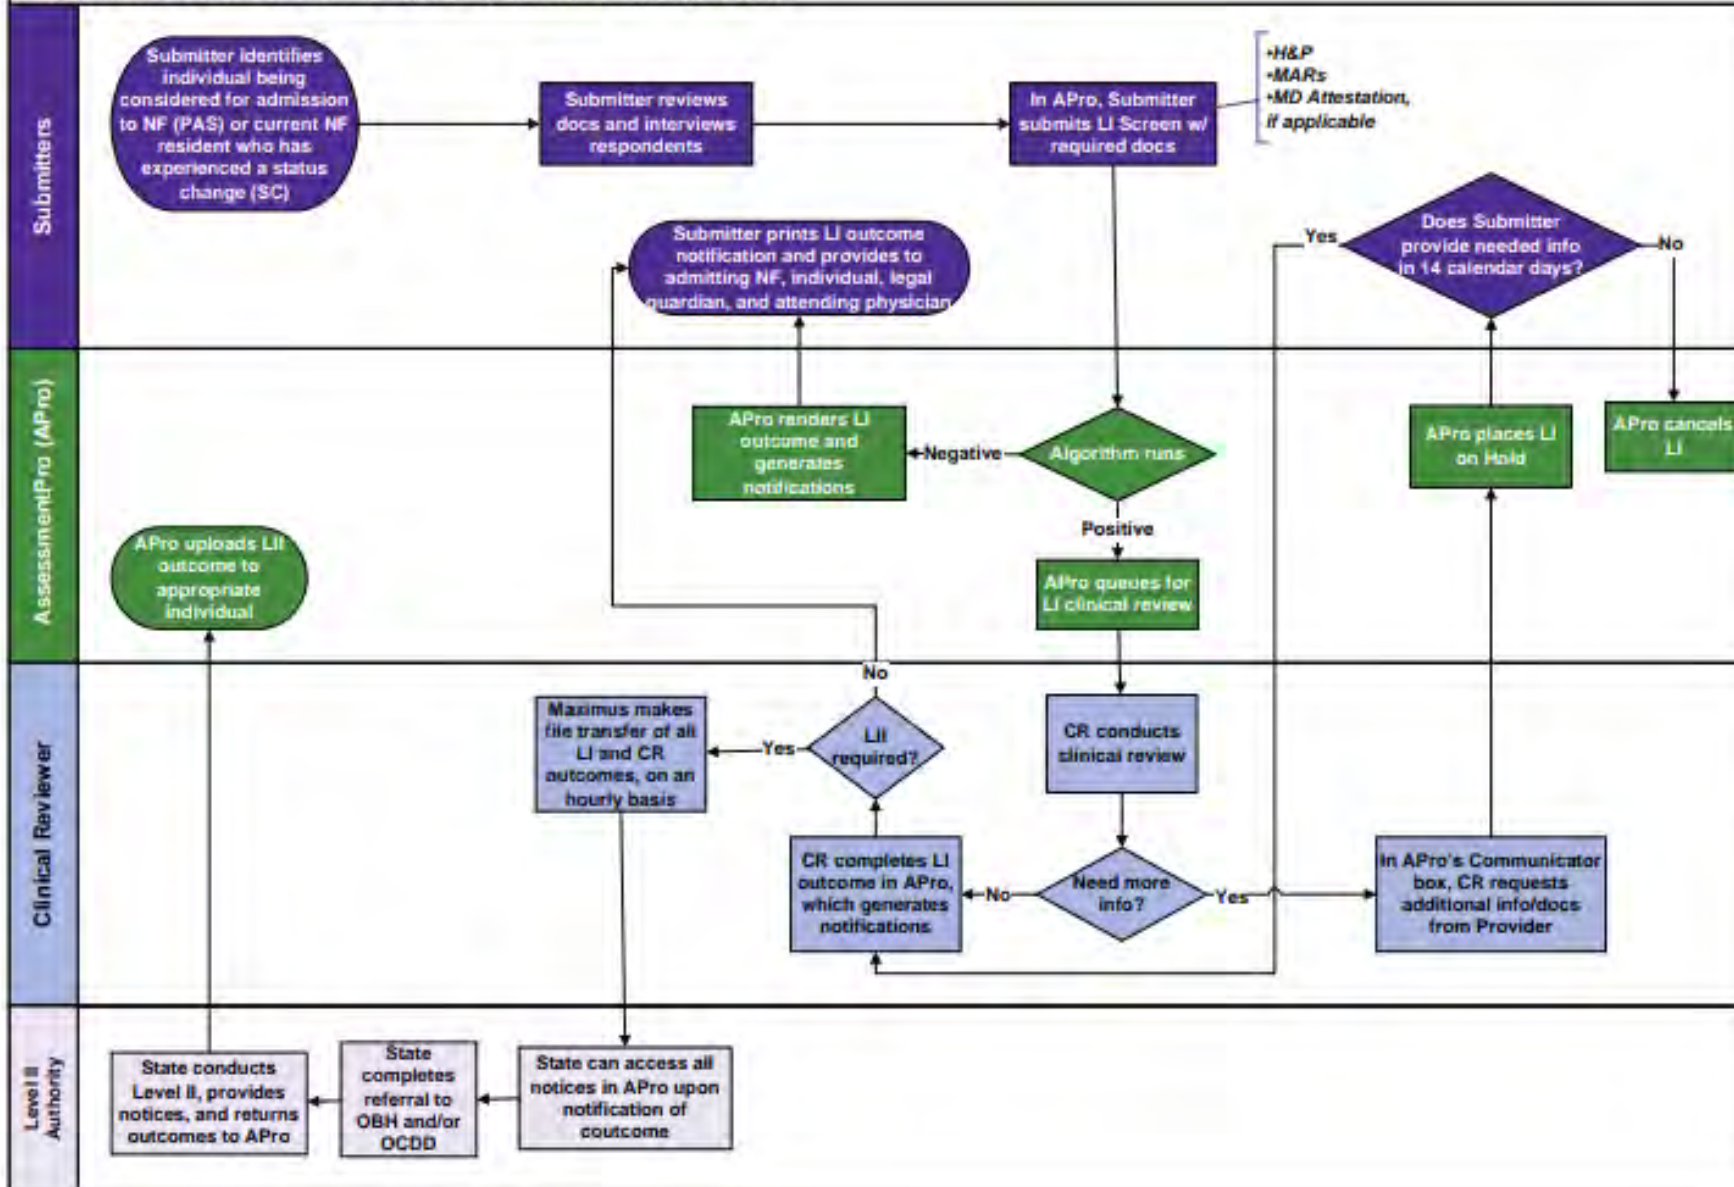 Submitters
Submitter identifies
individual being
considered for admission
to NF (PAS) or current NF
resident who has
experienced a status
change (SC)
Submitter reviews
docs and interviews
respondents
In APro, Submitter
submits LI Screen w/
required docs
•H&P
•MARs
•MD Attestation,
if applicable
Submitter prints LI outcome
notification and provides to
admitting NF, individual, legal
guardian, and attending physician
Yes
Does Submitter
provide needed info
in 14 calendar days?
No
AssessmentPro (APro)
APro renders LI
outcome and
generates
notifications
Negative
Algorithm runs
Positive
APro places LI
on Hold
APro cancels
LI
APro uploads LII
outcome to
appropriate
individual
APro queues for
LI clinical review
Clinical Reviewer
No
Maximus makes
file transfer of all
LI and CR
outcomes, on an
hourly basis
Yes
LII
required?
CR conducts
clinical review
CR completes LI
outcome in APro,
which generates
notifications
No
Need more
info?
Yes
In APro's Communicator
box, CR requests
additional info/docs
from Provider
Level II
Authority
State conducts
Level II, provides
notices, and returns
outcomes to APro
State
completes
referral to
OBH and/or
OCDD
State can access all
notices in APro upon
notification of
coutcome